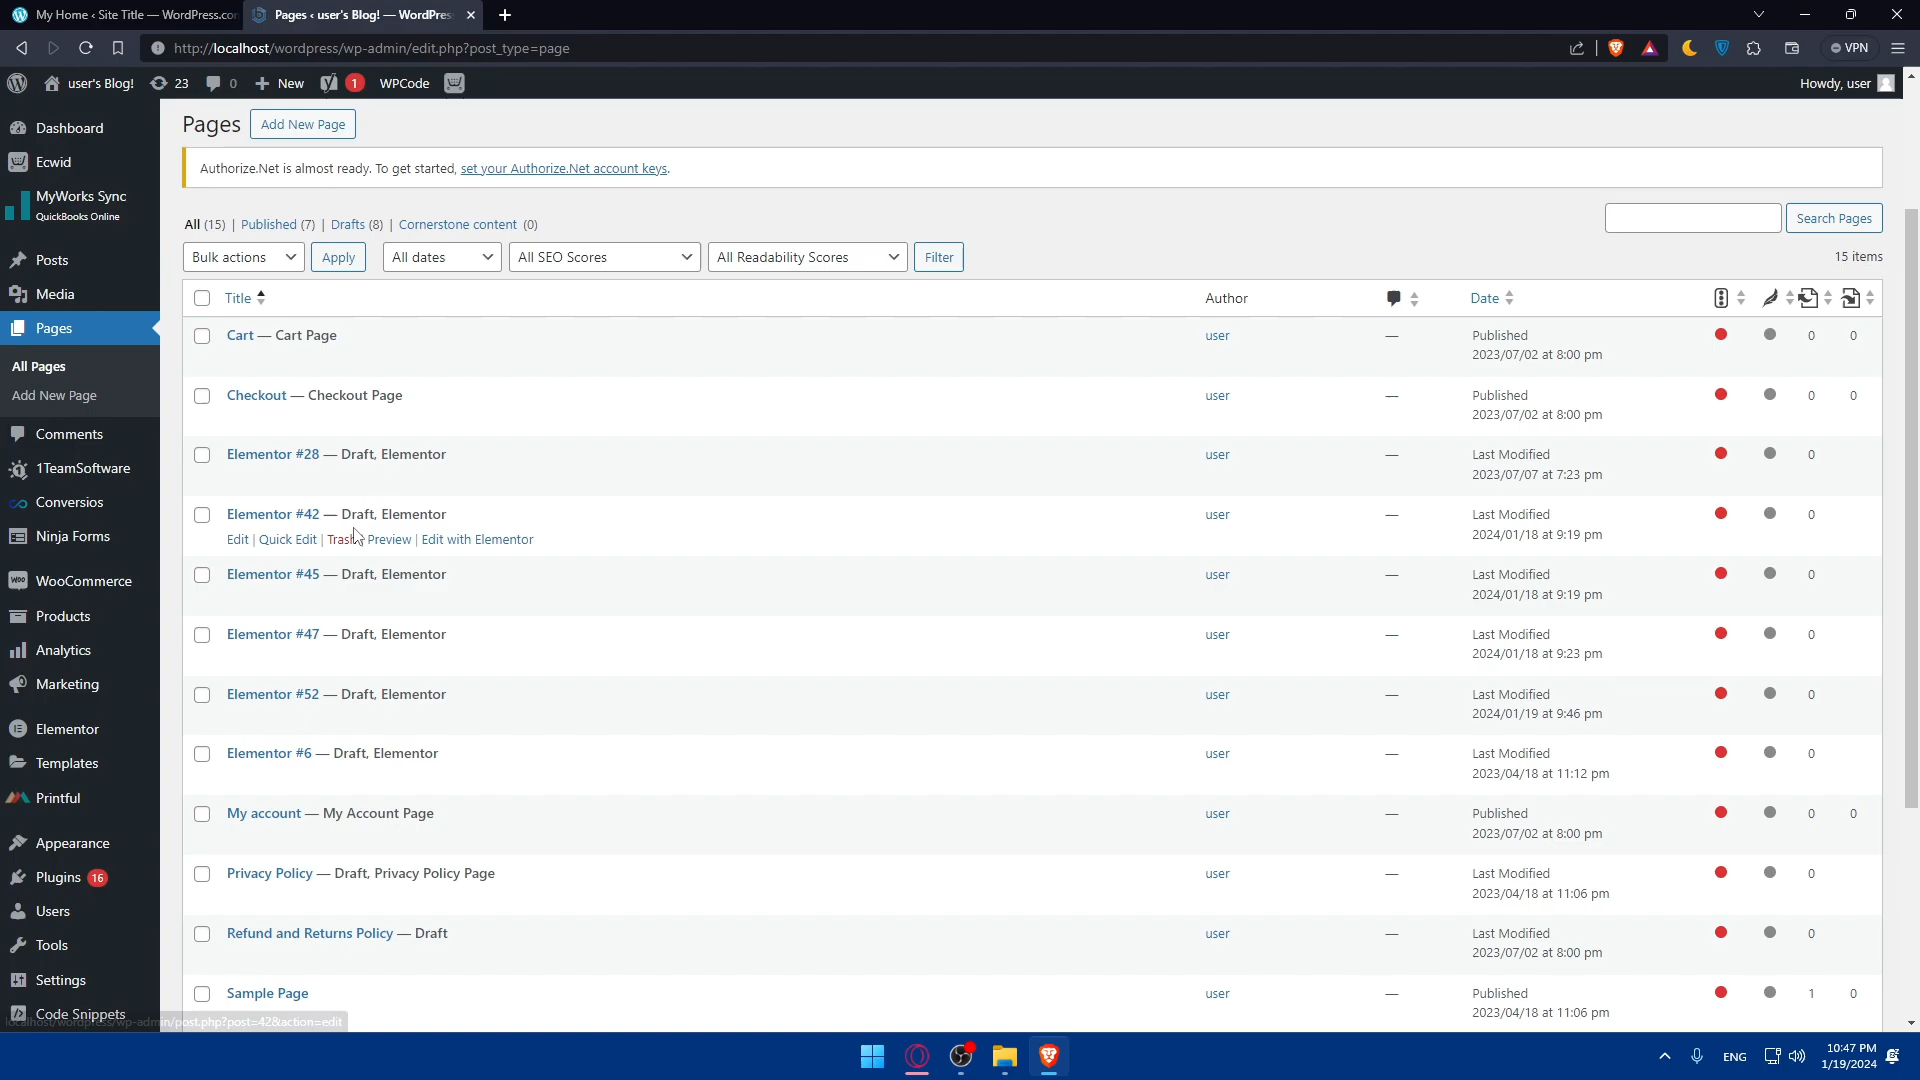 My Home ‹ Site Title — WordPress.com
Pages ‹ user's Blog! — WordPress
http://localhost/wordpress/wp-admin/edit.php?post_type=page
VPN
user's Blog!
23
0
New
1
WPCode
Howdy, user
Dashboard
Ecwid
MyWorks Sync
QuickBooks Online
Posts
Media
Pages
All Pages
Add New Page
Comments
1TeamSoftware
Conversios
Ninja Forms
WooCommerce
Products
Analytics
Marketing
Elementor
Templates
Printful
Appearance
Plugins 16
Users
Tools
Settings
Code Snippets
Pages
Add New Page
Authorize.Net is almost ready. To get started, set your Authorize.Net account keys.
All (15) | Published (7) | Drafts (8) | Cornerstone content (0)
Search Pages
Bulk actions Apply All dates All SEO Scores All Readability Scores Filter
15 items
Title Author Date
Cart — Cart Page user — Published 0 0
2023/07/02 at 8:00 pm
Checkout — Checkout Page user — Published 0 0
2023/07/02 at 8:00 pm
Elementor #28 — Draft, Elementor user — Last Modified 0
2023/07/07 at 7:23 pm
Elementor #42 — Draft, Elementor user — Last Modified 0
2024/01/18 at 9:19 pm
Edit | Quick Edit | Trash Preview | Edit with Elementor
Elementor #45 — Draft, Elementor user — Last Modified 0
2024/01/18 at 9:19 pm
Elementor #47 — Draft, Elementor user — Last Modified 0
2024/01/18 at 9:23 pm
Elementor #52 — Draft, Elementor user — Last Modified 0
2024/01/19 at 9:46 pm
Elementor #6 — Draft, Elementor user — Last Modified 0
2023/04/18 at 11:12 pm
My account — My Account Page user — Published 0 0
2023/07/02 at 8:00 pm
Privacy Policy — Draft, Privacy Policy Page user — Last Modified 0
2023/04/18 at 11:06 pm
Refund and Returns Policy — Draft user — Last Modified 0
2023/07/02 at 8:00 pm
Sample Page user — Published 1 0
2023/04/18 at 11:06 pm
localhost/wordpress/wp-admin/post.php?post=42&action=edit
ENG
10:47 PM
1/19/2024